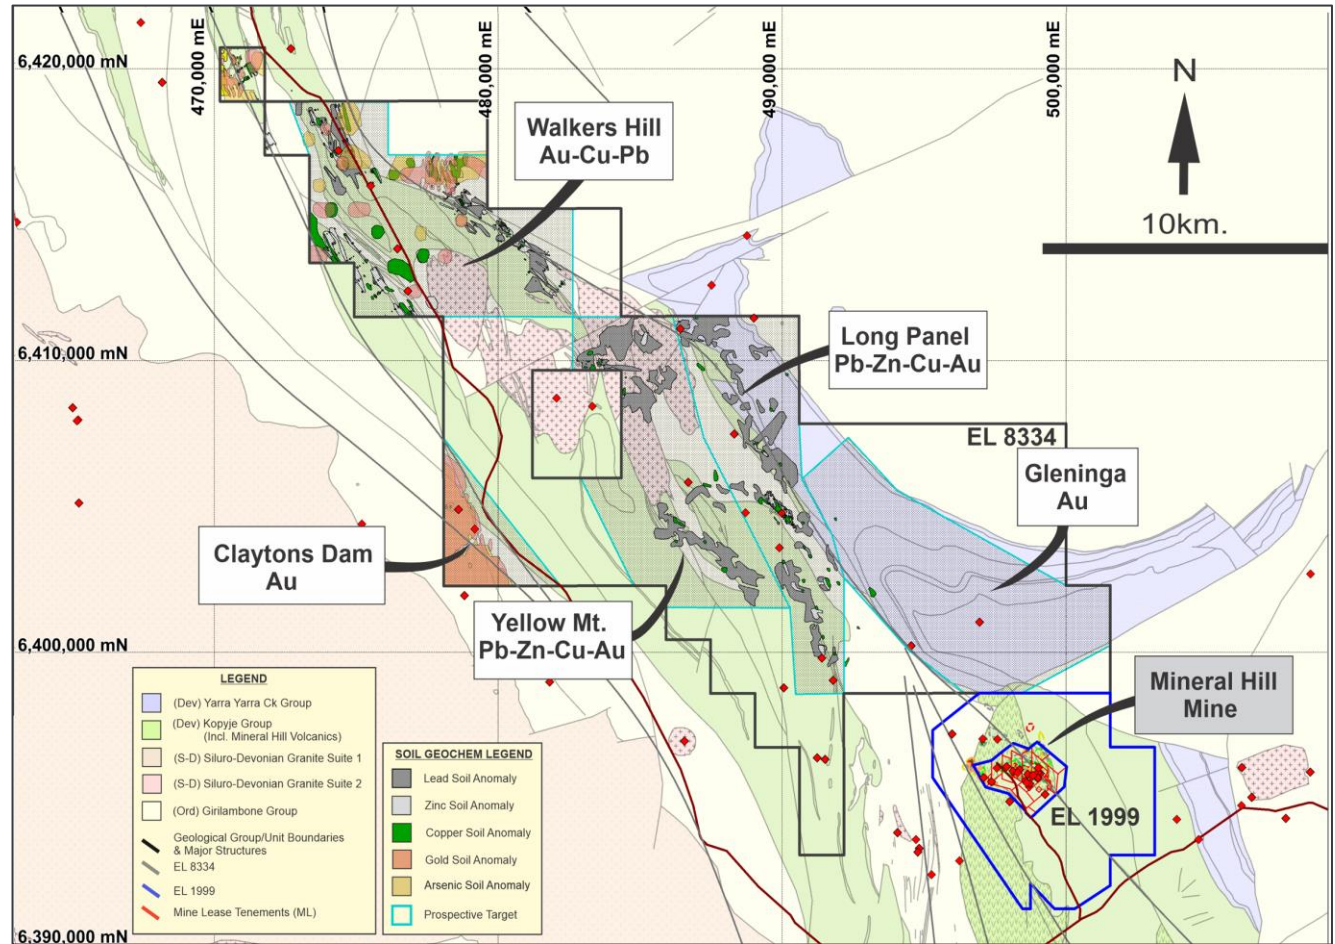 470,000 mE
480,000 mE
490,000 mE
500,000 mE
6,420,000 mN
N
10km.
Walkers Hill
Au-Cu-Pb
6,410,000 mN
Long Panel
Pb-Zn-Cu-Au
EL 8334
Gleninga
Au
Claytons Dam
Au
Yellow Mt.
Pb-Zn-Cu-Au
6,400,000 mN
Mineral Hill
Mine
EL 1999
6,390,000 mN
LEGEND
(Dev) Yarra Yarra Ck Group
(Dev) Kopyje Group
(Incl. Mineral Hill Volcanics)
(S-D) Siluro-Devonian Granite Suite 1
(S-D) Siluro-Devonian Granite Suite 2
(Ord) Girilambone Group
Geological Group/Unit Boundaries
& Major Structures
EL 8334
EL 1999
Mine Lease Tenements (ML)
SOIL GEOCHEM LEGEND
Lead Soil Anomaly
Zinc Soil Anomaly
Copper Soil Anomaly
Gold Soil Anomaly
Arsenic Soil Anomaly
Prospective Target